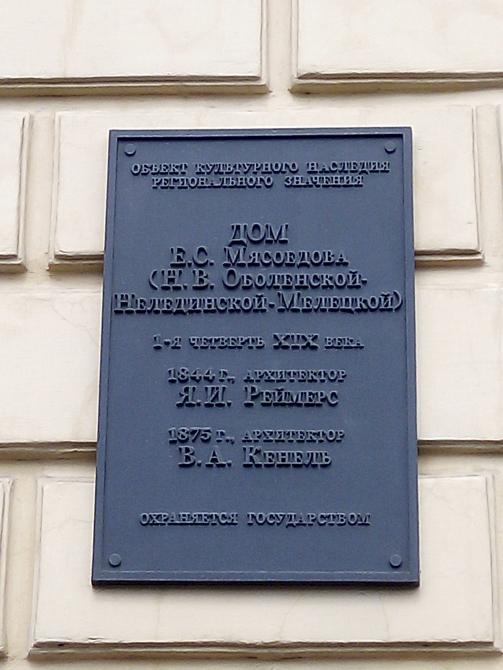 ОБЪЕКТ КУЛЬТУРНОГО НАСЛЕДИЯ
РЕГИОНАЛЬНОГО ЗНАЧЕНИЯ
ДОМ
Е.С. МЯСОЕДОВА
(Н.В. ОБОЛЕНСКОЙ-
НЕЛЕДИНСКОЙ-МЕЛЕЦКОЙ)
1-Я ЧЕТВЕРТЬ XIX ВЕКА
1844 Г., АРХИТЕКТОР
Я.И. РЕЙМЕРС
1875 Г., АРХИТЕКТОР
В.А. КЕНЕЛЬ
ОХРАНЯЕТСЯ ГОСУДАРСТВОМ